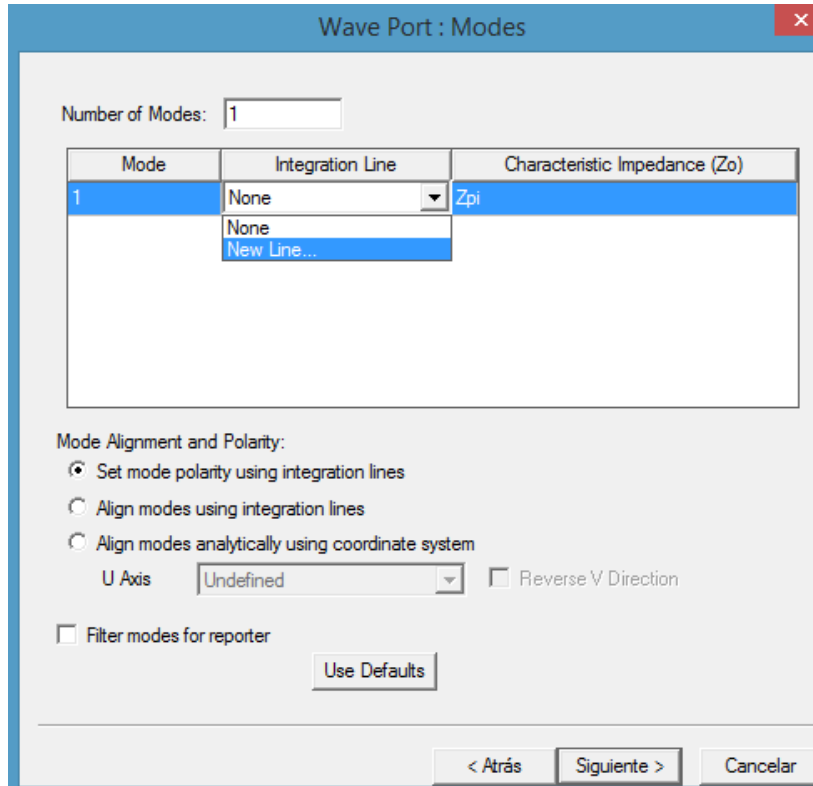 Wave Port : Modes
Number of Modes: 1
Mode Integration Line Characteristic Impedance (Zo)
1 None Zpi
None
New Line...
Mode Alignment and Polarity:
Set mode polarity using integration lines
Align modes using integration lines
Align modes analytically using coordinate system
U Axis Undefined Reverse V Direction
Filter modes for reporter
Use Defaults
< Atrás Siguiente > Cancelar